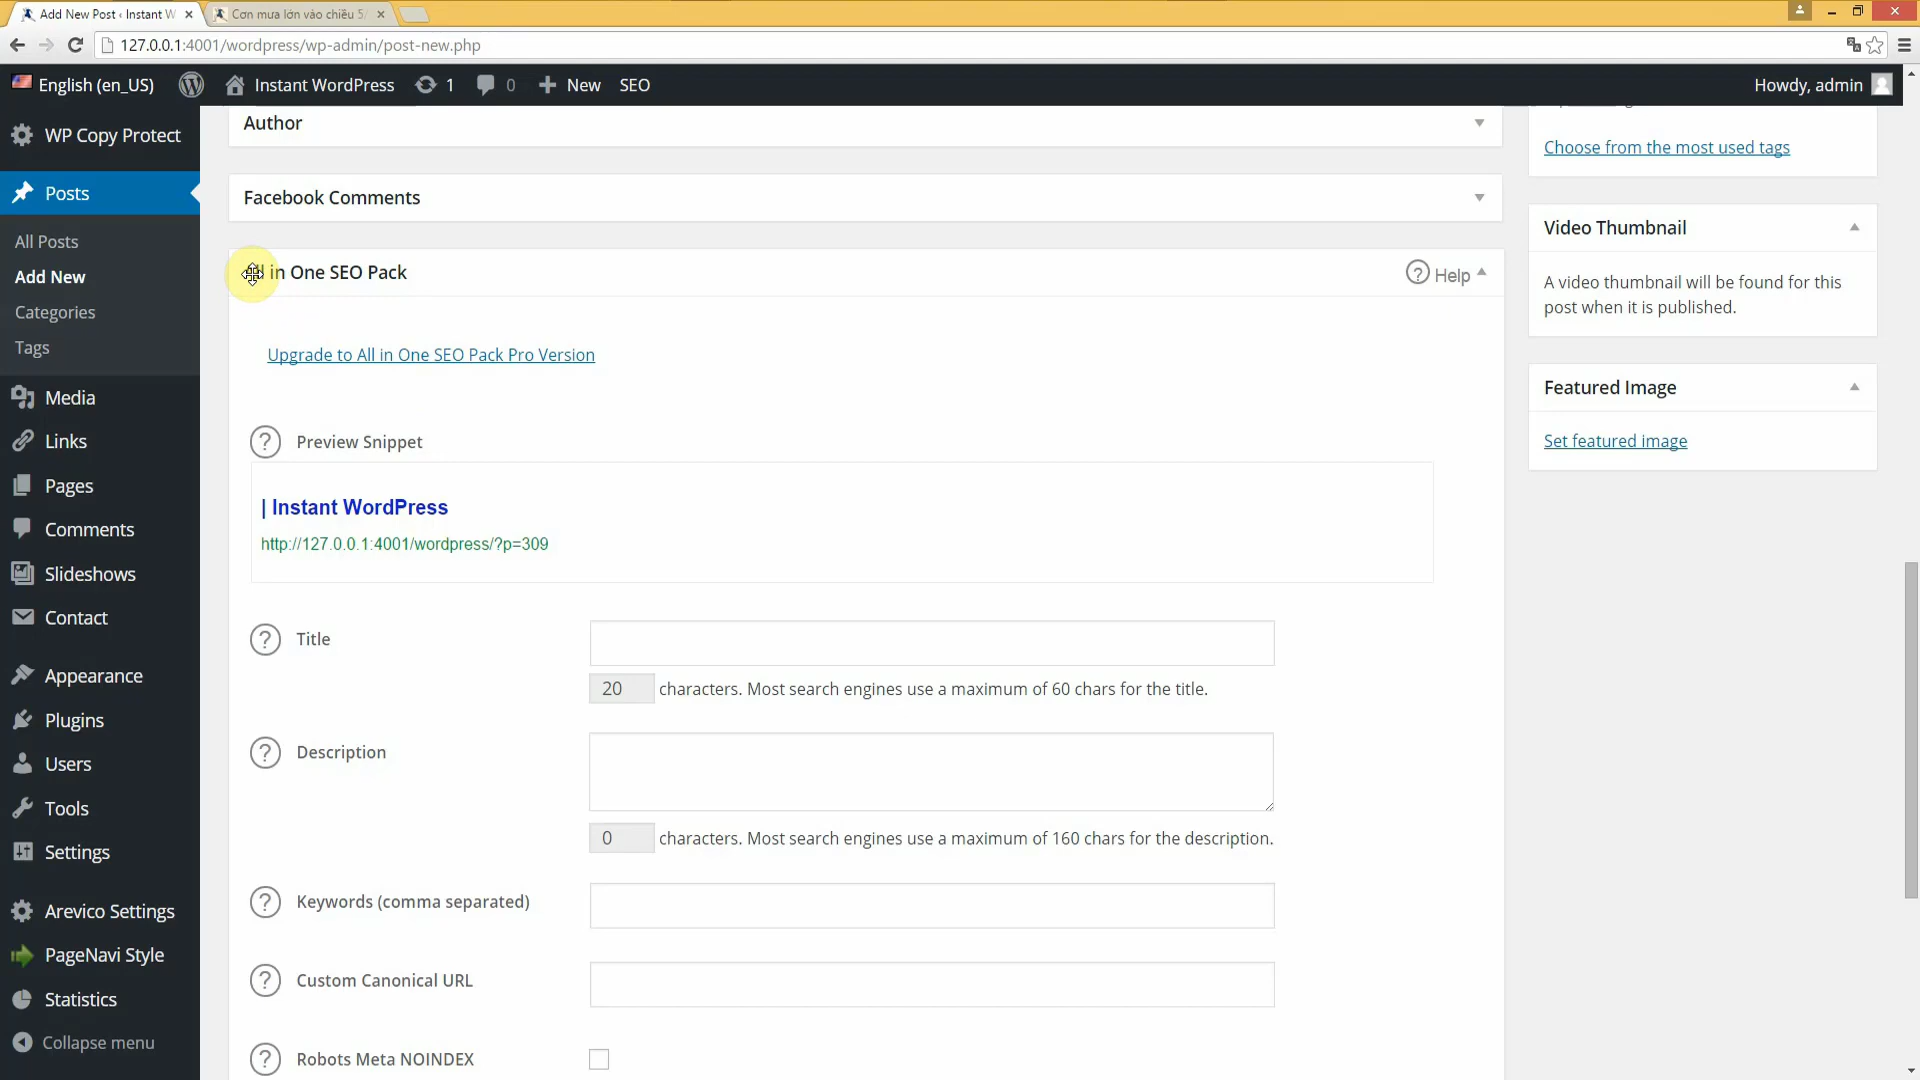 Add New Post ‹ Instant W
Cơn mưa lớn vào chiều 5/
127.0.0.1:4001/wordpress/wp-admin/post-new.php
English (en_US)
Instant WordPress
1
0
New
SEO
Howdy, admin
WP Copy Protect
Posts
All Posts
Add New
Categories
Tags
Media
Links
Pages
Comments
Slideshows
Contact
Appearance
Plugins
Users
Tools
Settings
Arevico Settings
PageNavi Style
Statistics
Collapse menu
Author
Facebook Comments
All in One SEO Pack
Help
Upgrade to All in One SEO Pack Pro Version
Preview Snippet
| Instant WordPress
http://127.0.0.1:4001/wordpress/?p=309
Title
20 characters. Most search engines use a maximum of 60 chars for the title.
Description
0 characters. Most search engines use a maximum of 160 chars for the description.
Keywords (comma separated)
Custom Canonical URL
Robots Meta NOINDEX
Choose from the most used tags
Video Thumbnail
A video thumbnail will be found for this
post when it is published.
Featured Image
Set featured image